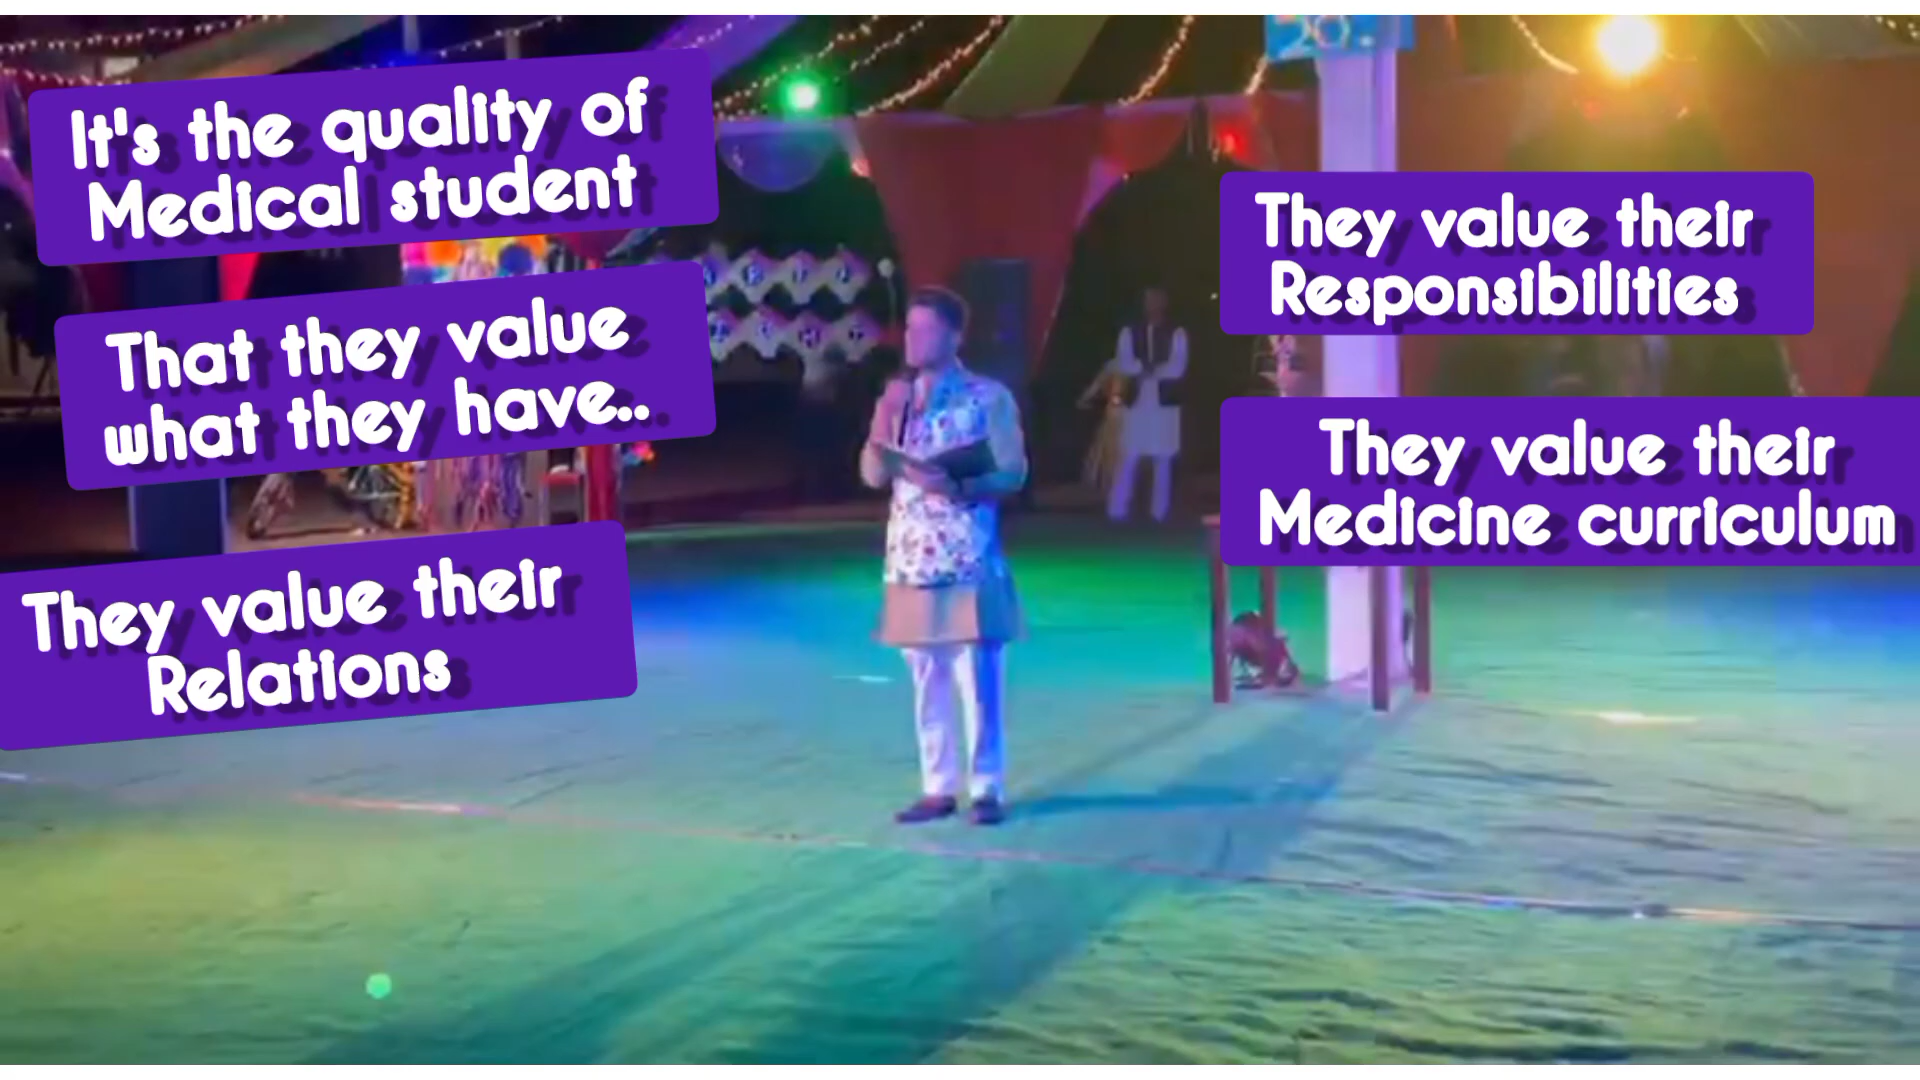 It's the quality of
Medical student
That they value
what they have..
They value their
Relations
20
They value their
Responsibilities
They value their
Medicine curriculum